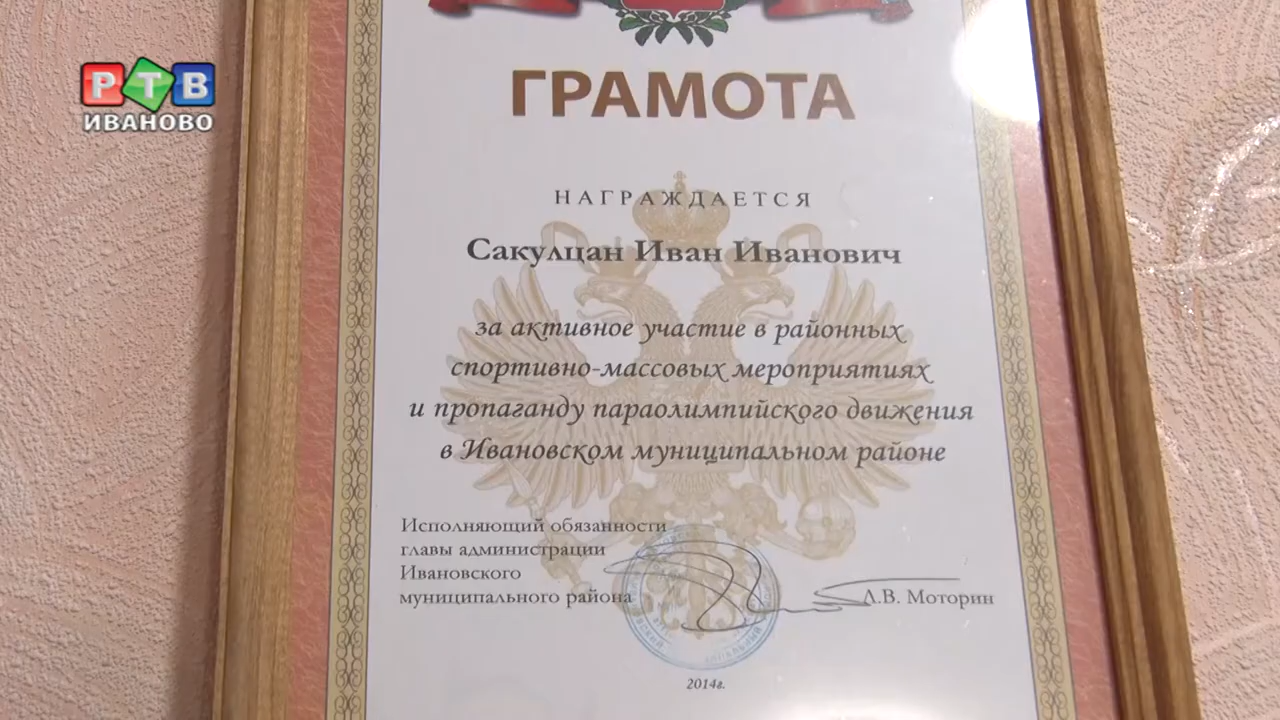 РТВ
ИВАНОВО
ГРАМОТА
НАГРАЖДАЕТСЯ
Сакулцан Иван Иванович
за активное участие в районных
спортивно-массовых мероприятиях
и пропаганду параолимпийского движения
в Ивановском муниципальном районе
Исполняющий обязанности
главы администрации
Ивановского
муниципального района
Л.В. Моторин
2014г.